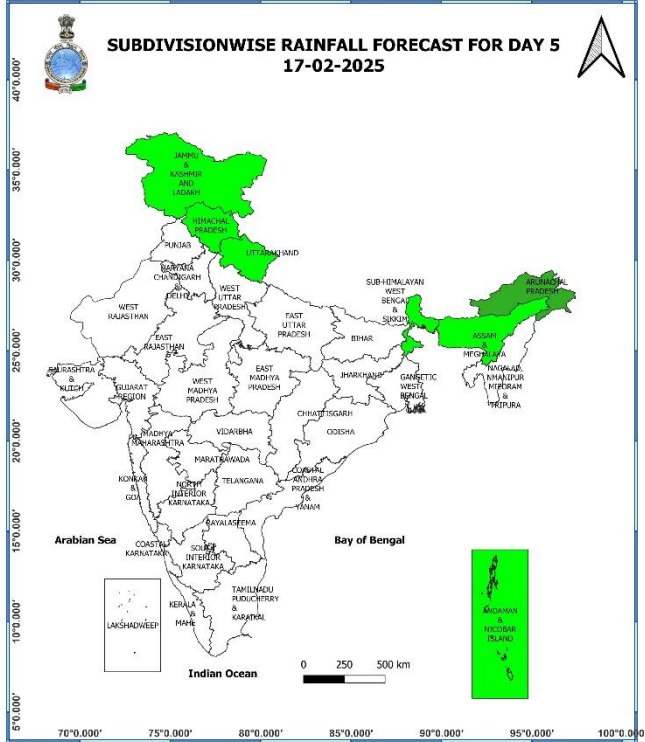 SUBDIVISIONWISE RAINFALL FORECAST FOR DAY 5
17-02-2025
40°0.000'
35°0.000'
30°0.000'
25°0.000'
20°0.000'
15°0.000'
10°0.000'
5°0.000'
JAMMU
&
KASHMIR
AND
LADAKH
HIMACHAL
PRADESH
UTTARAKHAND
PUNJAB
HARYANA
CHANDIGARH
&
DELHI
WEST
UTTAR
PRADESH
WEST
RAJASTHAN
EAST
RAJASTHAN
EAST
UTTAR
PRADESH
SUB-HIMALAYAN
WEST
BENGAL
&
SIKKIM
ARUNACHAL
PRADESH
ASSAM
&
MEGHALAYA
NAGALAD,
MANIPUR
MIZORAM
&
TRIPURA
BIHAR
JHARKHAND
GANGETIC
WEST
BENGAL
SAURASHTRA
&
KUTCH
GUJARAT
REGION
WEST
MADHYA
PRADESH
EAST
MADHYA
PRADESH
CHHATTISGARH
ODISHA
MADHYA
MAHARASHTRA
VIDARBHA
MARATHWADA
KONKAN
&
GOA
NORTH
INTERIOR
KARNATAKA
TELANGANA
COASTAL
ANDHRA
PRADESH
&
YANAM
RAYALASEEMA
Arabian Sea
Bay of Bengal
COASTAL
KARNATAKA
SOUTH
INTERIOR
KARNATAKA
TAMILNADU
PUDUCHERRY
&
KARAIKAL
KERALA
&
MAHE
LAKSHADWEEP
ANDAMAN
&
NICOBAR
ISLAND
Indian Ocean
0 250 500 km
70°0.000' 75°0.000' 80°0.000' 85°0.000' 90°0.000' 95°0.000' 100°0.000'